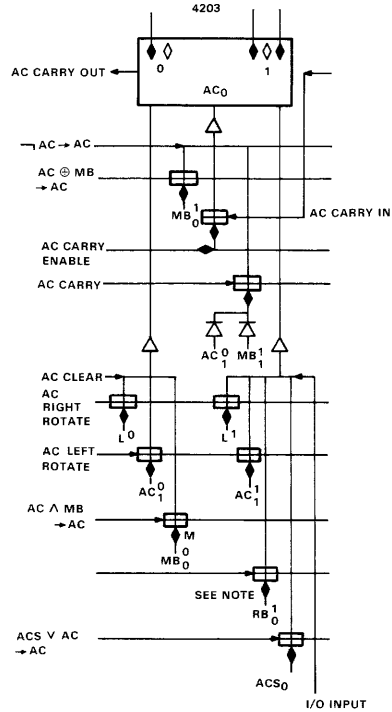 4203
0 1
AC CARRY OUT
AC0
¬ AC → AC
AC ⊕ MB
→ AC
MB 1 0
AC CARRY IN
AC CARRY
ENABLE
AC CARRY
AC 0 1 MB 1 1
AC CLEAR
AC
RIGHT
ROTATE
L0 L1
AC LEFT
ROTATE
AC 0 1 AC 1 1
AC ∧ MB
→ AC
M
MB 0 0
SEE NOTE
RB 1 0
ACS ∨ AC
→ AC
ACS0
I/O INPUT